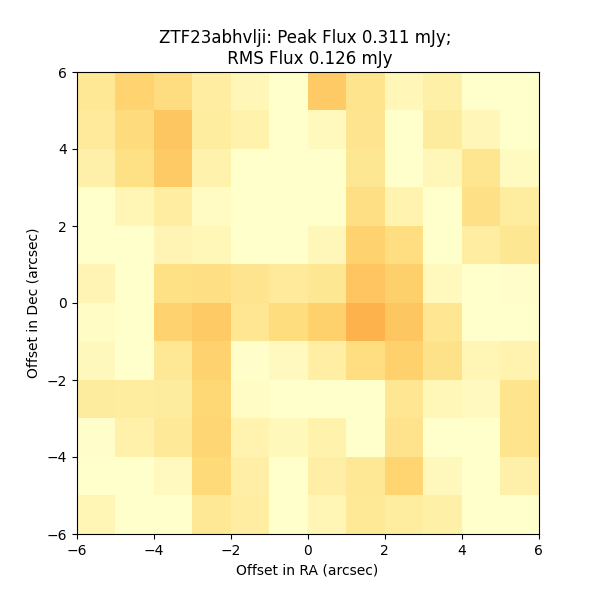 ZTF23abhvlji: Peak Flux 0.311 mJy;
RMS Flux 0.126 mJy
6
4
2
0
−2
−4
−6
Offset in Dec (arcsec)
−6 −4 −2 0 2 4 6
Offset in RA (arcsec)